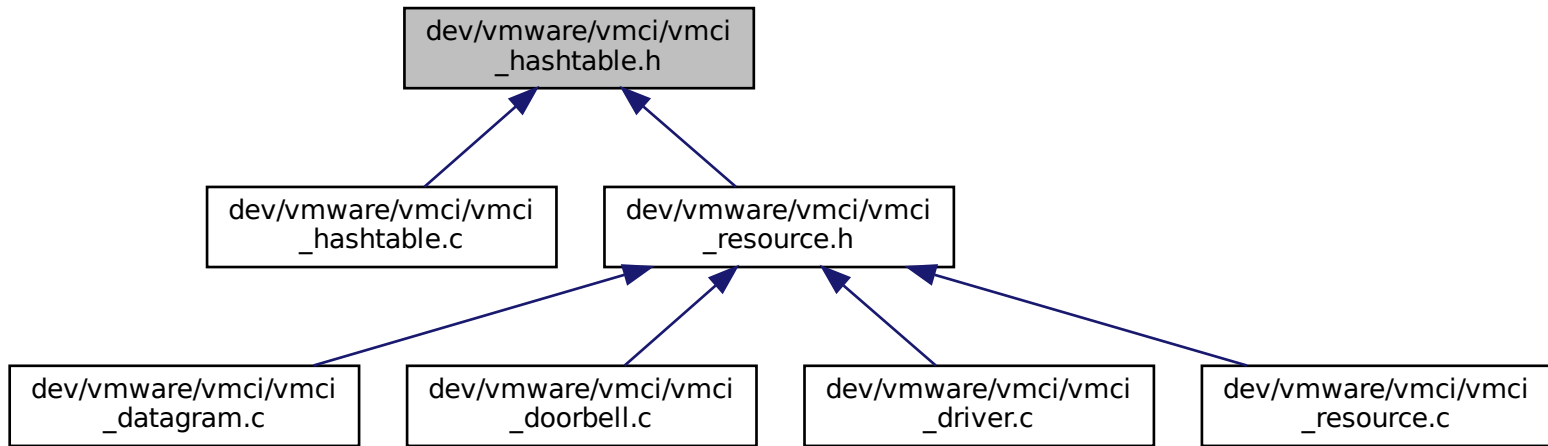 dev/vmware/vmci/vmci
_hashtable.h
dev/vmware/vmci/vmci
_hashtable.c
dev/vmware/vmci/vmci
_resource.h
dev/vmware/vmci/vmci
_datagram.c
dev/vmware/vmci/vmci
_doorbell.c
dev/vmware/vmci/vmci
_driver.c
dev/vmware/vmci/vmci
_resource.c